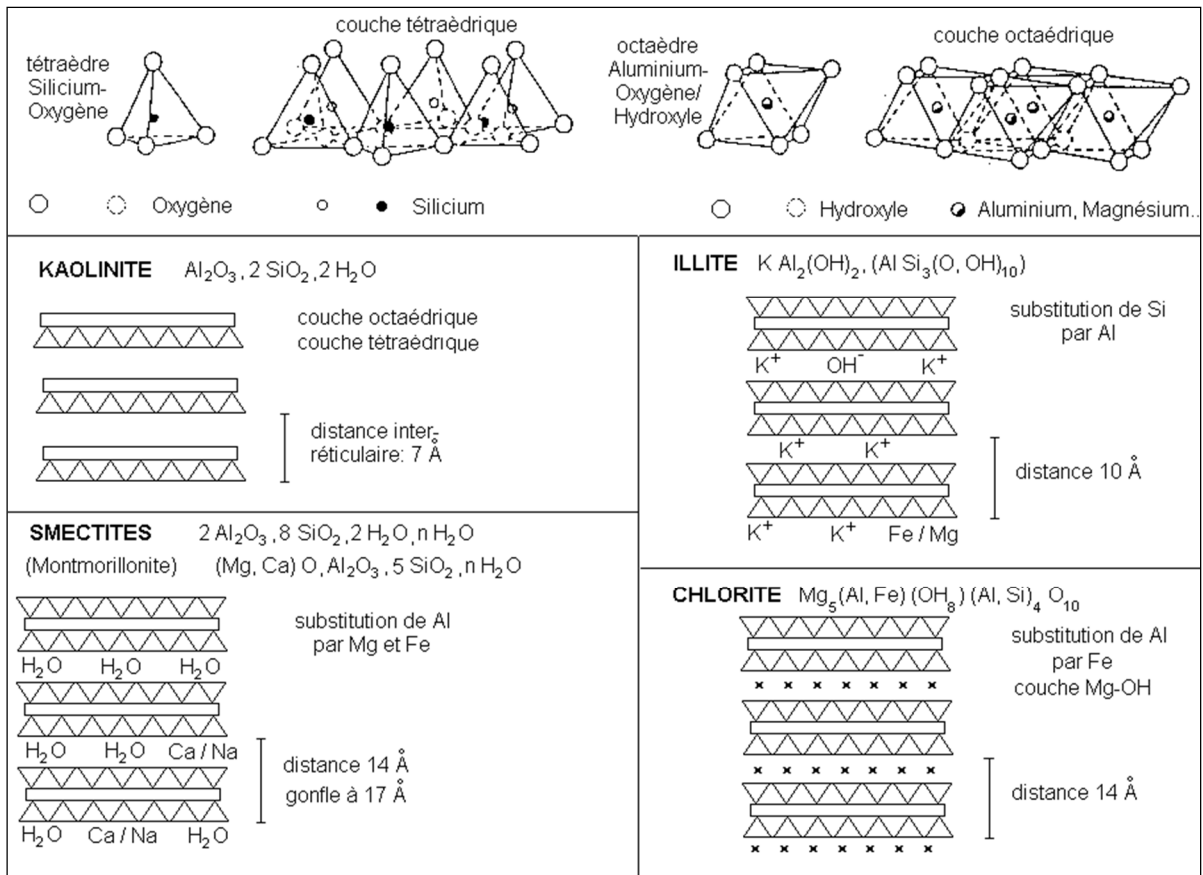 couche tétraèdrique
tétraèdre
Silicium-
Oxygène
octaèdre
Aluminium-
Oxygène/
Hydroxyle
couche octaédrique
Oxygène
Silicium
Hydroxyle
Aluminium, Magnésium..
KAOLINITE Al₂O₃, 2 SiO₂, 2 H₂O
couche octaédrique
couche tétraédrique
distance inter-
réticulaire: 7 Å
ILLITE K Al₂(OH)₂, (Al Si₃(O, OH)₁₀)
substitution de Si
par Al
K⁺ OH⁻ K⁺
K⁺ K⁺
distance 10 Å
K⁺ K⁺ Fe / Mg
SMECTITES 2 Al₂O₃, 8 SiO₂, 2 H₂O, n H₂O
(Montmorillonite) (Mg, Ca) O, Al₂O₃, 5 SiO₂, n H₂O
substitution de Al
par Mg et Fe
H₂O H₂O H₂O
H₂O H₂O Ca / Na
distance 14 Å
gonfle à 17 Å
H₂O Ca / Na H₂O
CHLORITE Mg₅(Al, Fe) (OH₈) (Al, Si)₄ O₁₀
substitution de Al
par Fe
couche Mg-OH
distance 14 Å